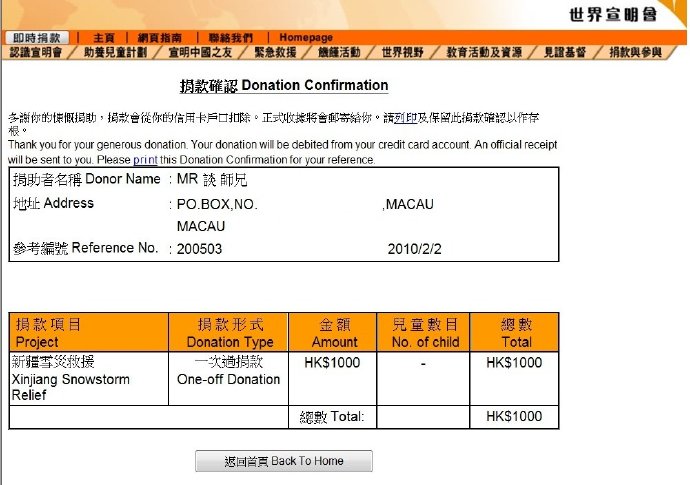 世界宣明會
即時捐款 | 主頁 | 網頁指南 | 聯絡我們 | Homepage
認識宣明會 / 助養兒童計劃 / 宣明中國之友 / 緊急救援 / 饑饉活動 / 世界視野 / 教育活動及資源 / 見證基督 / 捐款與參與
捐款確認 Donation Confirmation
多謝你的慷慨捐助，捐款會從你的信用卡戶口扣除。正式收據將會郵寄給你。請列印及保留此捐款確認以作存
根。
Thank you for your generous donation. Your donation will be debited from your credit card account. An official receipt
will be sent to you. Please print this Donation Confirmation for your reference.
捐助者名稱 Donor Name : MR 談 師兄
地址 Address : PO.BOX,NO. ,MACAU
MACAU
參考編號 Reference No. : 200503 2010/2/2
捐款項目 捐款形式 金額 兒童數目 總數
Project Donation Type Amount No. of child Total
新疆雪災救援 一次過捐款 HK$1000 - HK$1000
Xinjiang Snowstorm One-off Donation
Relief
總數 Total: HK$1000
返回首頁 Back To Home